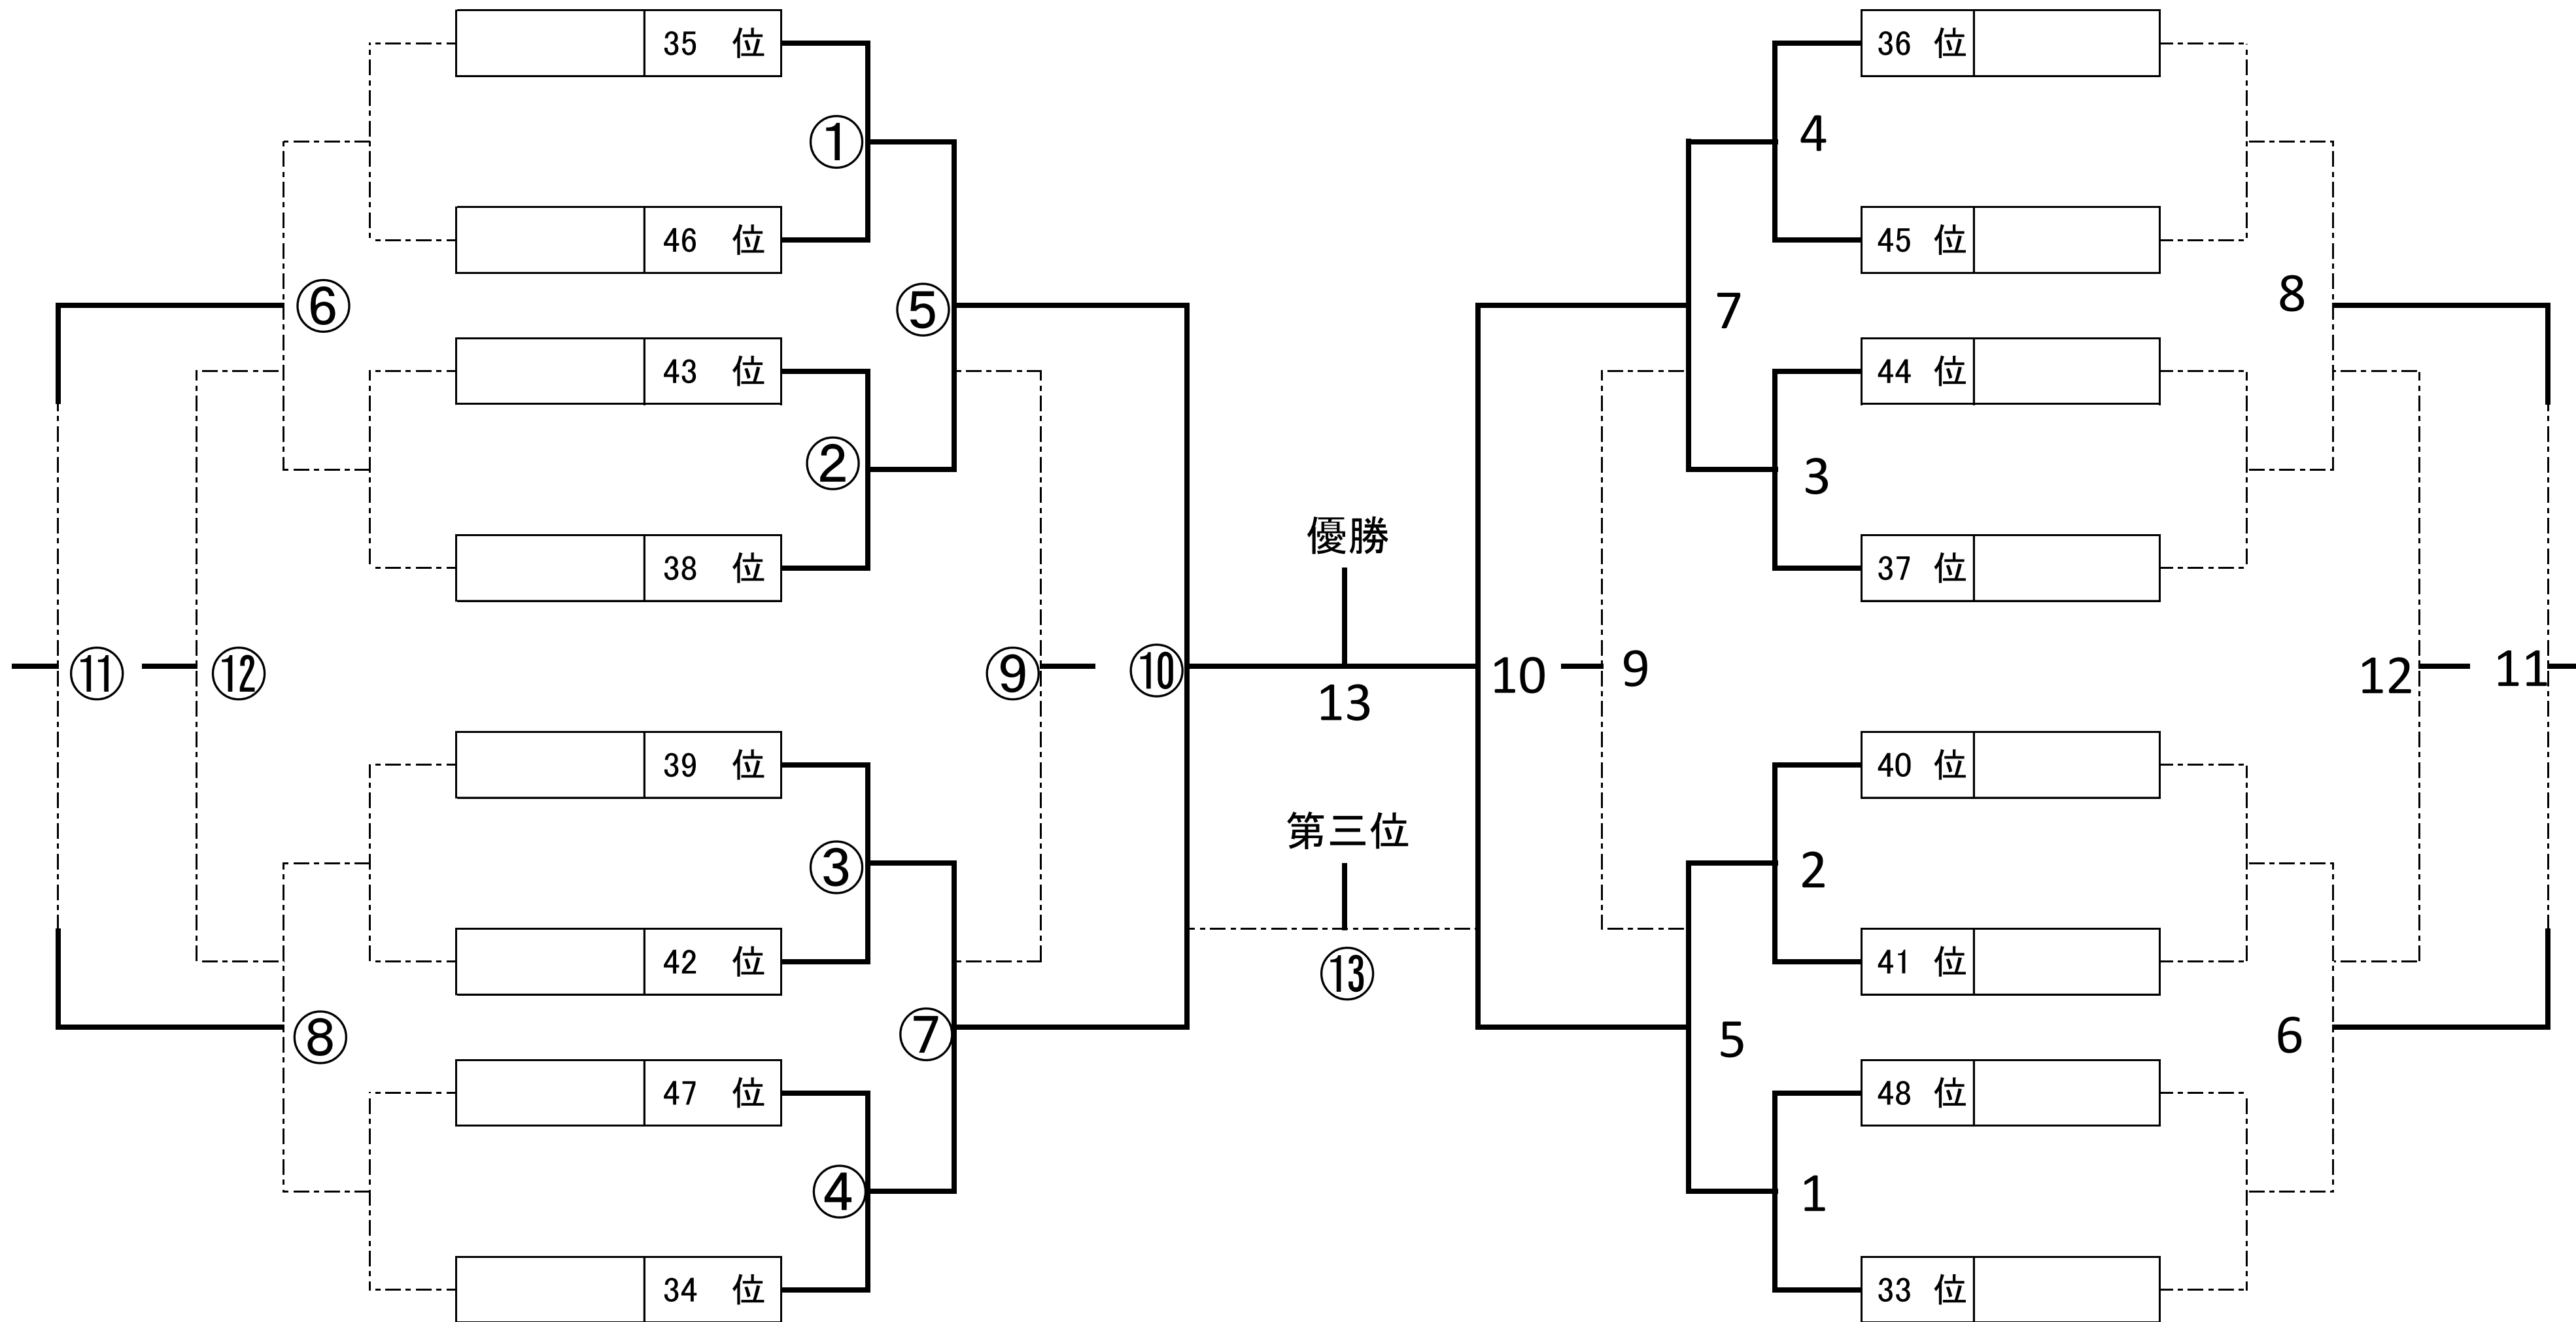 35 位
36 位
①
4
46 位
45 位
⑥
⑤
7
8
43 位
44 位
②
3
38 位
37 位
優勝
⑪
⑫
⑨
⑩
10
9
12
11
13
39 位
40 位
第三位
③
2
42 位
41 位
⑬
⑧
⑦
5
6
47 位
48 位
④
1
34 位
33 位